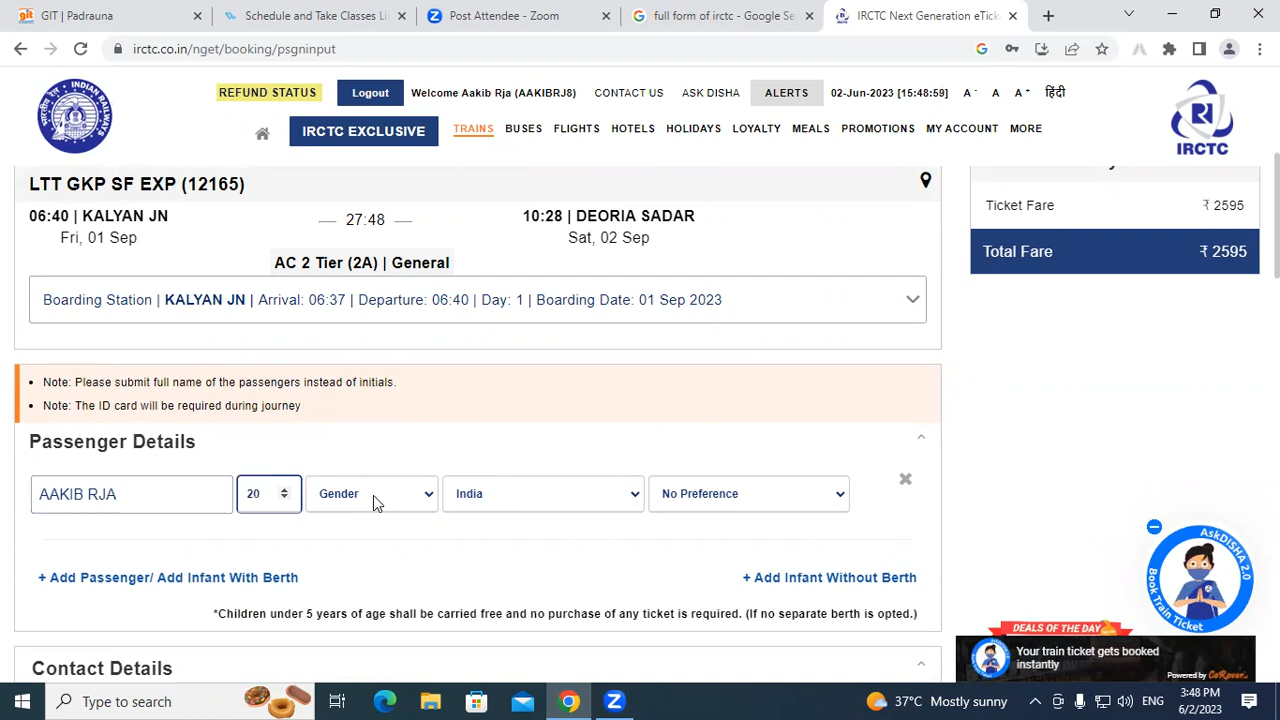 GIT | Padrauna
Schedule and Take Classes Li
Post Attendee - Zoom
full form of irctc - Google Se
IRCTC Next Generation eTick
irctc.co.in/nget/booking/psgninput
REFUND STATUS Logout Welcome Aakib Rja (AAKIBRJ8) CONTACT US ASK DISHA ALERTS 02-Jun-2023 [15:48:59] A - A A + हिंदी
IRCTC EXCLUSIVE TRAINS BUSES FLIGHTS HOTELS HOLIDAYS LOYALTY MEALS PROMOTIONS MY ACCOUNT MORE
IRCTC
LTT GKP SF EXP (12165)
06:40 | KALYAN JN — 27:48 — 10:28 | DEORIA SADAR
Fri, 01 Sep Sat, 02 Sep
AC 2 Tier (2A) | General
Boarding Station | KALYAN JN | Arrival: 06:37 | Departure: 06:40 | Day: 1 | Boarding Date: 01 Sep 2023
Ticket Fare ₹ 2595
Total Fare ₹ 2595
Note: Please submit full name of the passengers instead of initials.
Note: The ID card will be required during journey
Passenger Details
AAKIB RJA 20 Gender India No Preference
+ Add Passenger/ Add Infant With Berth + Add Infant Without Berth
*Children under 5 years of age shall be carried free and no purchase of any ticket is required. (If no separate berth is opted.)
Contact Details
AskDISHA 2.0
Book Train Ticket
DEALS OF THE DAY
Your train ticket gets booked
instantly
Powered by CoRover
Type here to search
37°C Mostly sunny
ENG
3:48 PM
6/2/2023